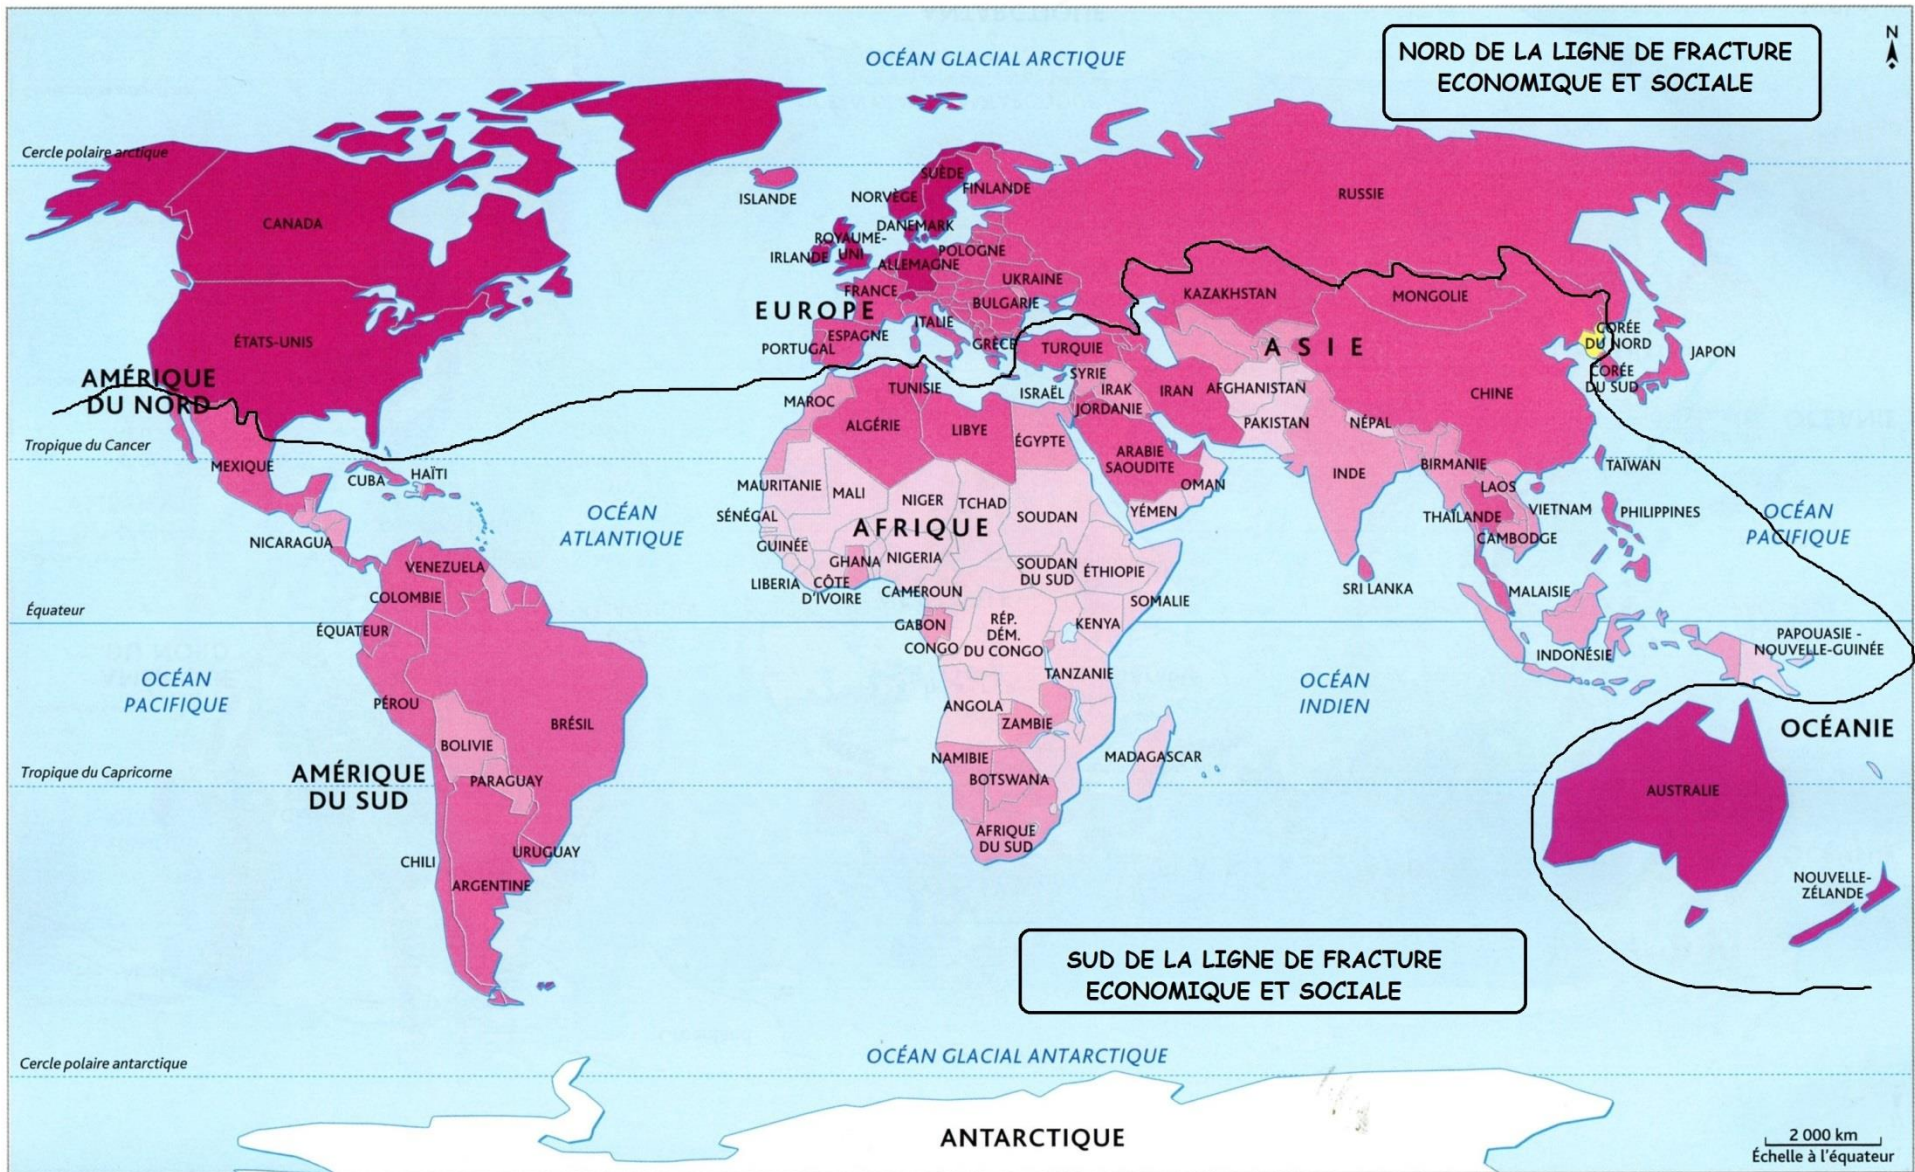 OCÉAN GLACIAL ARCTIQUE
NORD DE LA LIGNE DE FRACTURE
ECONOMIQUE ET SOCIALE
N
Cercle polaire arctique
CANADA
ISLANDE
NORVÈGE
SUÈDE
FINLANDE
RUSSIE
DANEMARK
ROYAUME-
UNI
IRLANDE
POLOGNE
ALLEMAGNE
UKRAINE
FRANCE
BULGARIE
EUROPE
ITALIE
ESPAGNE
PORTUGAL
GRÈCE
TURQUIE
KAZAKHSTAN
MONGOLIE
ASIE
CORÉE
DU NORD
CORÉE
DU SUD
JAPON
ÉTATS-UNIS
AMÉRIQUE
DU NORD
TUNISIE
SYRIE
ISRAËL
IRAK
IRAN
AFGHANISTAN
CHINE
MAROC
JORDANIE
ALGÉRIE
LIBYE
ÉGYPTE
PAKISTAN
NÉPAL
Tropique du Cancer
MEXIQUE
CUBA
HAÏTI
ARABIE
SAOUDITE
OMAN
INDE
BIRMANIE
TAÏWAN
LAOS
MAURITANIE
MALI
NIGER
TCHAD
SOUDAN
YÉMEN
THAÏLANDE
VIETNAM
PHILIPPINES
CAMBODGE
OCÉAN
PACIFIQUE
NICARAGUA
OCÉAN
ATLANTIQUE
SÉNÉGAL
AFRIQUE
GUINÉE
GHANA
NIGERIA
SOUDAN
DU SUD
ÉTHIOPIE
LIBERIA
CÔTE
D'IVOIRE
CAMEROUN
SOMALIE
SRI LANKA
MALAISIE
VENEZUELA
COLOMBIE
Équateur
ÉQUATEUR
GABON
CONGO
RÉP.
DÉM.
DU CONGO
KENYA
TANZANIE
INDONÉSIE
PAPOUASIE -
NOUVELLE-GUINÉE
OCÉAN
PACIFIQUE
PÉROU
BRÉSIL
ANGOLA
ZAMBIE
OCÉAN
INDIEN
OCÉANIE
BOLIVIE
MADAGASCAR
NAMIBIE
BOTSWANA
Tropique du Capricorne
PARAGUAY
AMÉRIQUE
DU SUD
AUSTRALIE
AFRIQUE
DU SUD
CHILI
URUGUAY
ARGENTINE
NOUVELLE-
ZÉLANDE
SUD DE LA LIGNE DE FRACTURE
ECONOMIQUE ET SOCIALE
Cercle polaire antarctique
OCÉAN GLACIAL ANTARCTIQUE
ANTARCTIQUE
2 000 km
Échelle à l'équateur